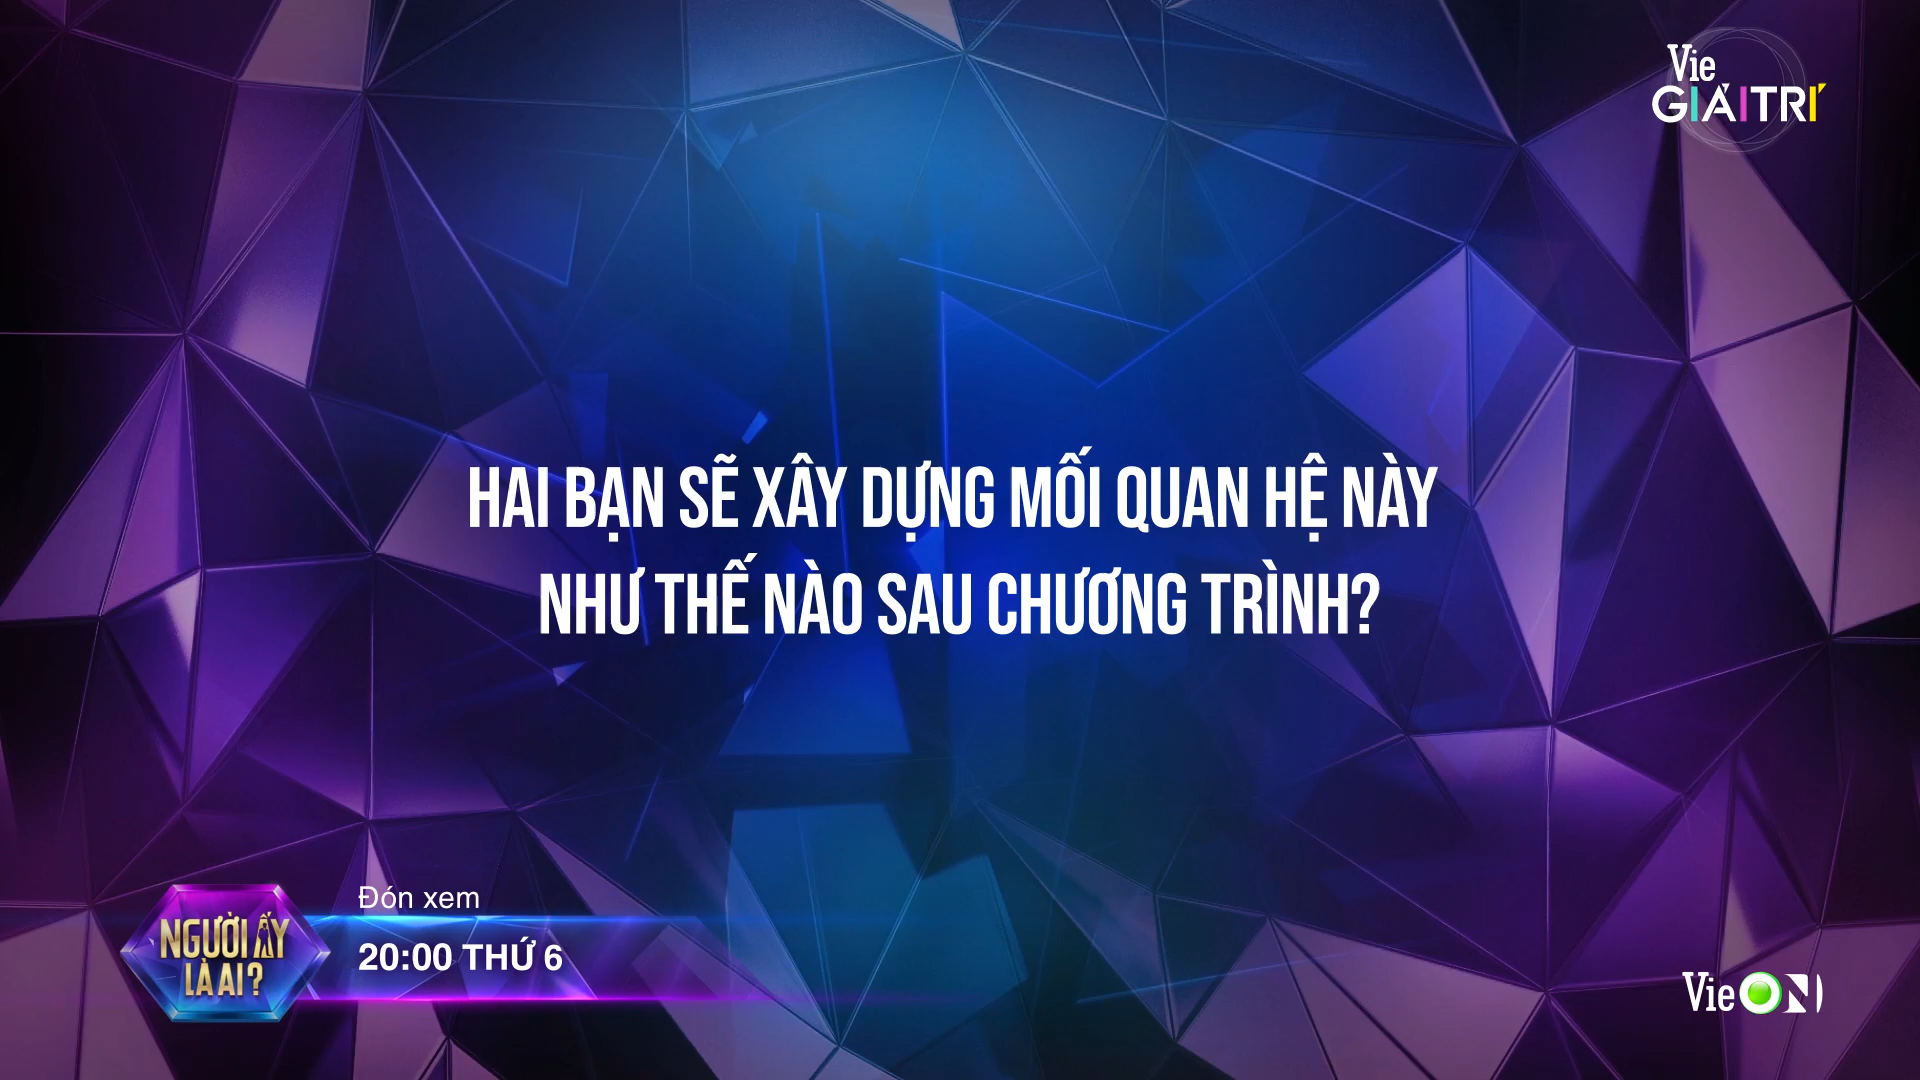 Vie
GIẢI TRÍ
HAI BẠN SẼ XÂY DỰNG MỐI QUAN HỆ NÀY
NHƯ THẾ NÀO SAU CHƯƠNG TRÌNH?
Đón xem
20:00 THỨ 6
NGƯỜI ẤY
LÀ AI?
VieON